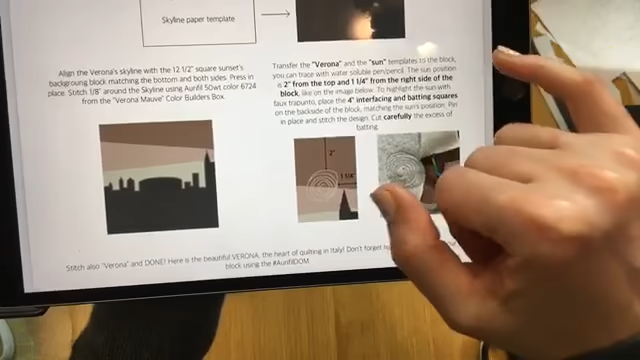 Skyline paper template
Align the Verona's skyline with the 12 1/2" square sunset's
background block matching the bottom and both sides. Press in
place. Stitch 1/8" around the Skyline using Aurifil 50wt color 6724
from the "Verona Mauve" Color Builders Box.
Transfer the "Verona" and the "sun" templates to the block,
you can trace with water soluble pen/pencil. The sun position
is 2" from the top and 1 1/4" from the right side of the
block, like on the image below. To highlight the sun with
faux trapunto, place the 4" interfacing and batting squares
on the backside of the block, matching the sun's position. Pin
in place and stitch the design. Cut carefully the excess of
batting.
2"
1 1/4"
Stitch also "Verona" and DONE! Here is the beautiful VERONA, the heart of quilting in Italy! Don't forget
block using the #AurifilDOM